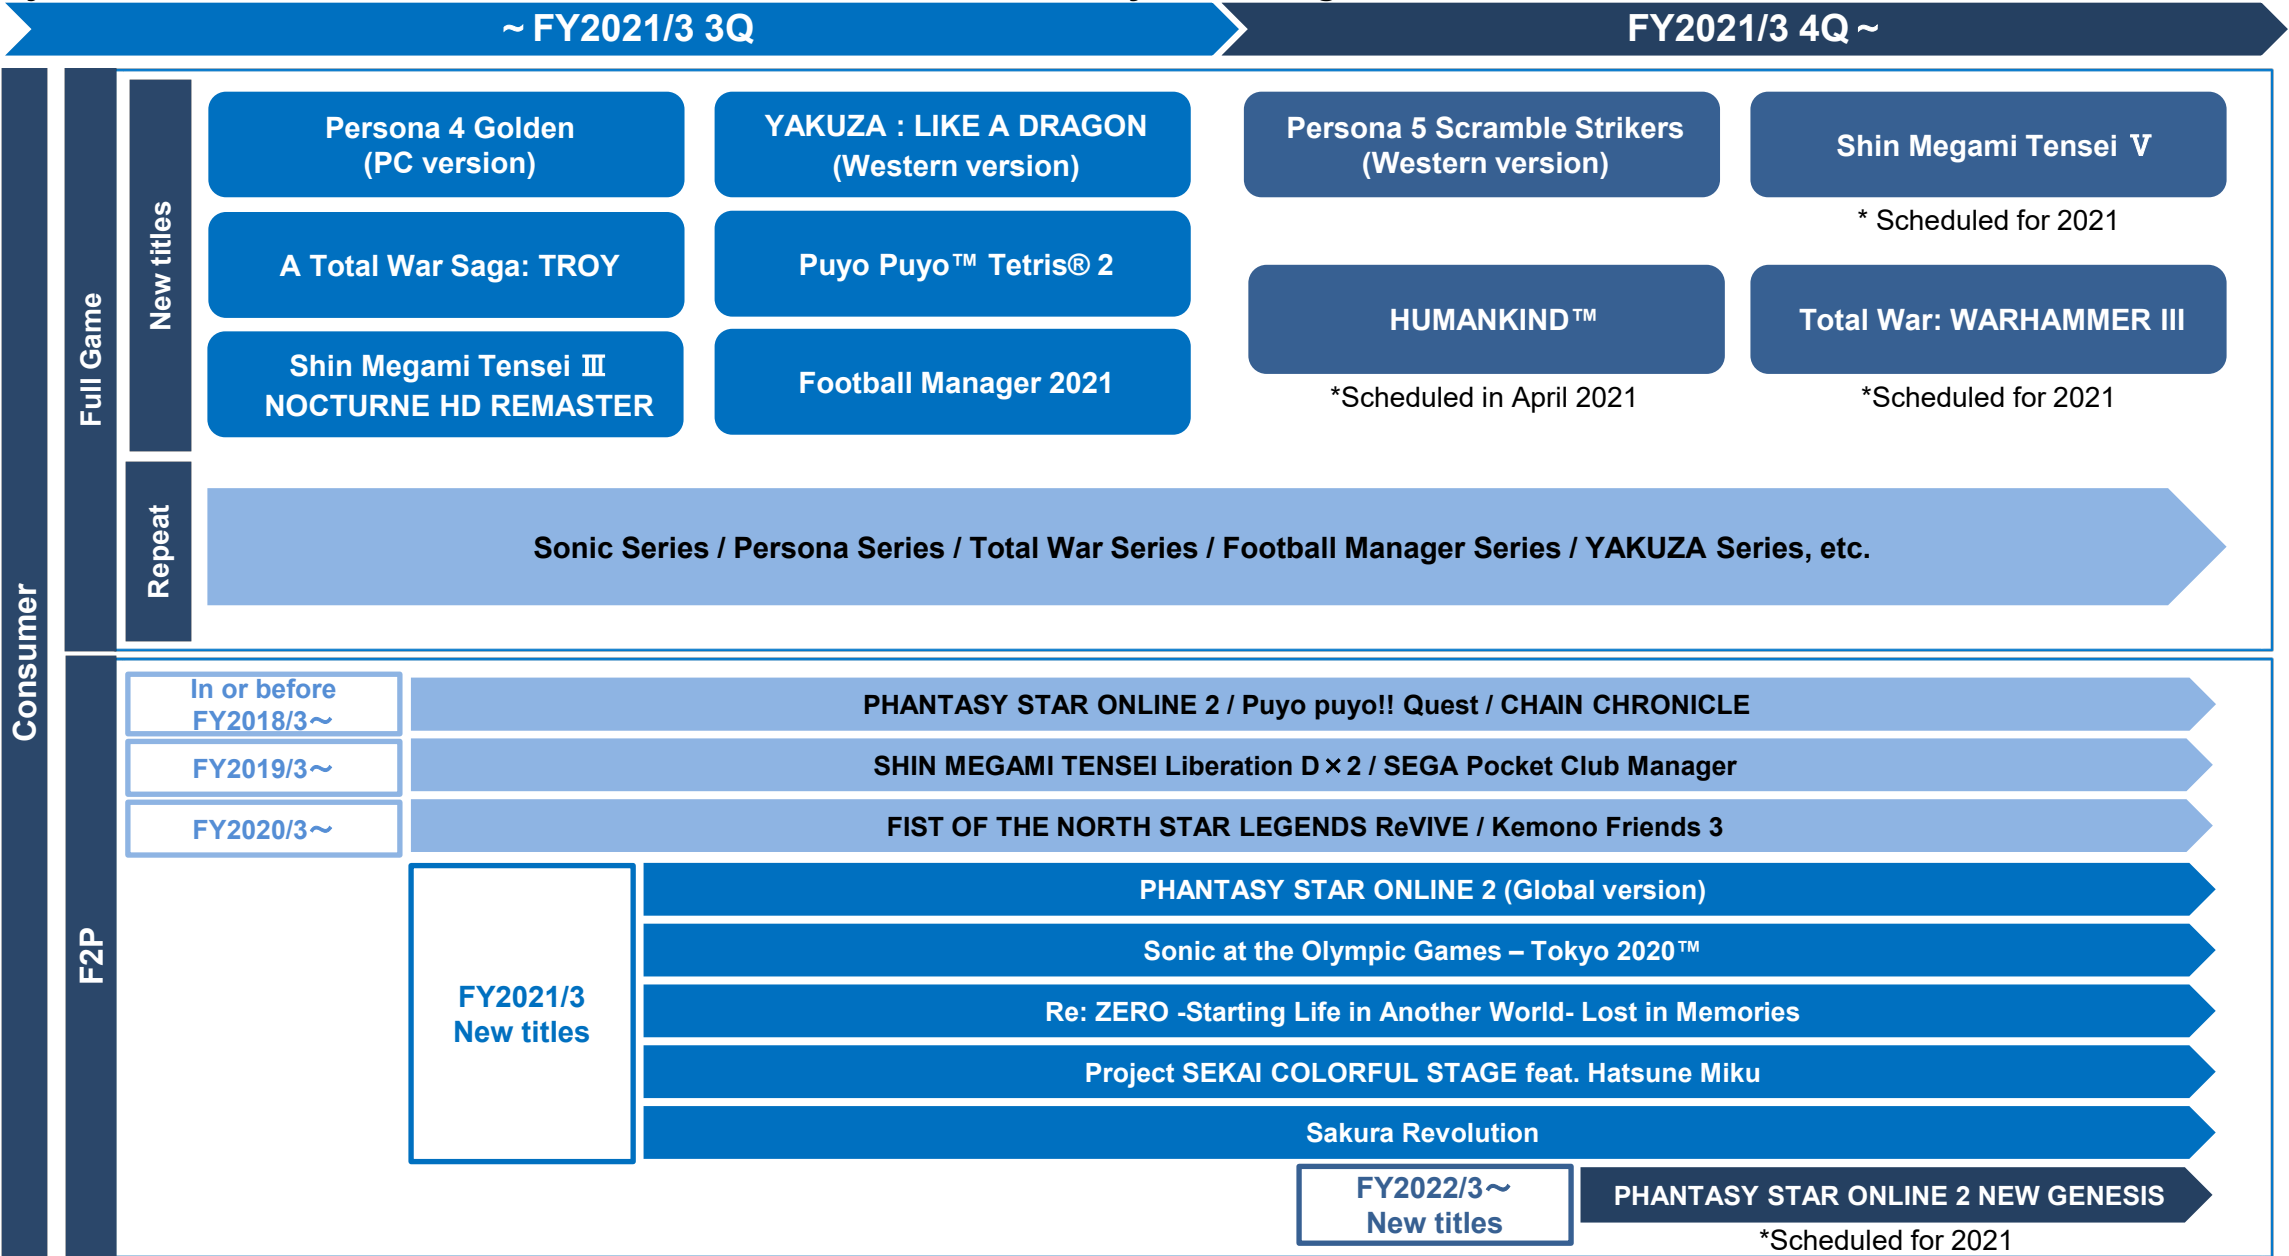 ~ FY2021/3 3Q
FY2021/3 4Q ~
Consumer
Full Game
New titles
Persona 4 Golden
(PC version)
YAKUZA : LIKE A DRAGON
(Western version)
Persona 5 Scramble Strikers
(Western version)
Shin Megami Tensei Ⅴ
* Scheduled for 2021
A Total War Saga: TROY
Puyo Puyo™ Tetris® 2
HUMANKIND™
*Scheduled in April 2021
Total War: WARHAMMER III
*Scheduled for 2021
Shin Megami Tensei Ⅲ
NOCTURNE HD REMASTER
Football Manager 2021
Repeat
Sonic Series / Persona Series / Total War Series / Football Manager Series / YAKUZA Series, etc.
F2P
In or before
FY2018/3～
PHANTASY STAR ONLINE 2 / Puyo puyo!! Quest / CHAIN CHRONICLE
FY2019/3～
SHIN MEGAMI TENSEI Liberation D×2 / SEGA Pocket Club Manager
FY2020/3～
FIST OF THE NORTH STAR LEGENDS ReVIVE / Kemono Friends 3
FY2021/3
New titles
PHANTASY STAR ONLINE 2 (Global version)
Sonic at the Olympic Games – Tokyo 2020™
Re: ZERO -Starting Life in Another World- Lost in Memories
Project SEKAI COLORFUL STAGE feat. Hatsune Miku
Sakura Revolution
FY2022/3～
New titles
PHANTASY STAR ONLINE 2 NEW GENESIS
*Scheduled for 2021